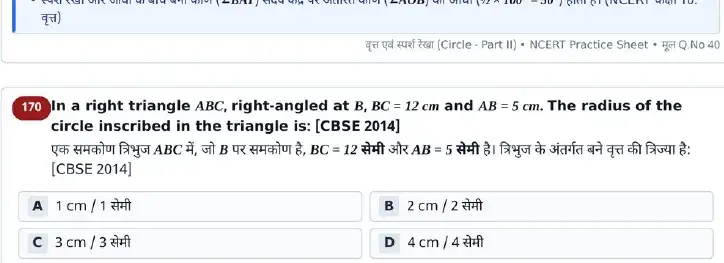 वृत्त)
वृत्त एवं स्पर्श रेखा (Circle - Part II) • NCERT Practice Sheet • मूल Q.No 40
170 In a right triangle ABC, right-angled at B, BC = 12 cm and AB = 5 cm. The radius of the
circle inscribed in the triangle is: [CBSE 2014]
एक समकोण त्रिभुज ABC में, जो B पर समकोण है, BC = 12 सेमी और AB = 5 सेमी है। त्रिभुज के अंतर्गत बने वृत्त की त्रिज्या है:
[CBSE 2014]
A 1 cm / 1 सेमी
B 2 cm / 2 सेमी
C 3 cm / 3 सेमी
D 4 cm / 4 सेमी